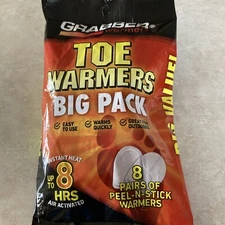 GRABBER
warmers
TOE
WARMERS
BIG PACK
EASY TO USE
WARMS QUICKLY
GREAT FOR OUTDOORS
BIG VALUE!
INSTANT HEAT
UP TO 8 HRS
AIR ACTIVATED
8
PAIRS OF
PEEL-N-STICK
WARMERS